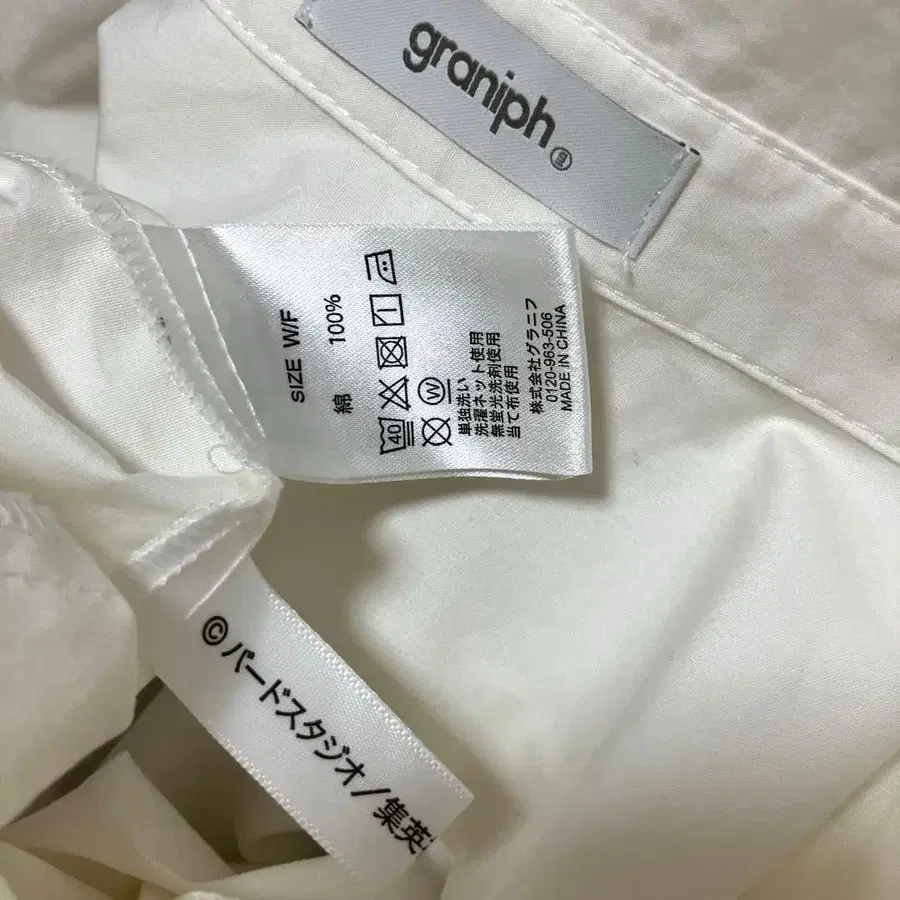 graniph
SIZE W/F
綿 100%
40
W
単独洗い
洗濯ネット使用
無蛍光洗剤使用
当て布使用
株式会社グラニフ
0120-963-506
MADE IN CHINA
©バードスタジオ/集英